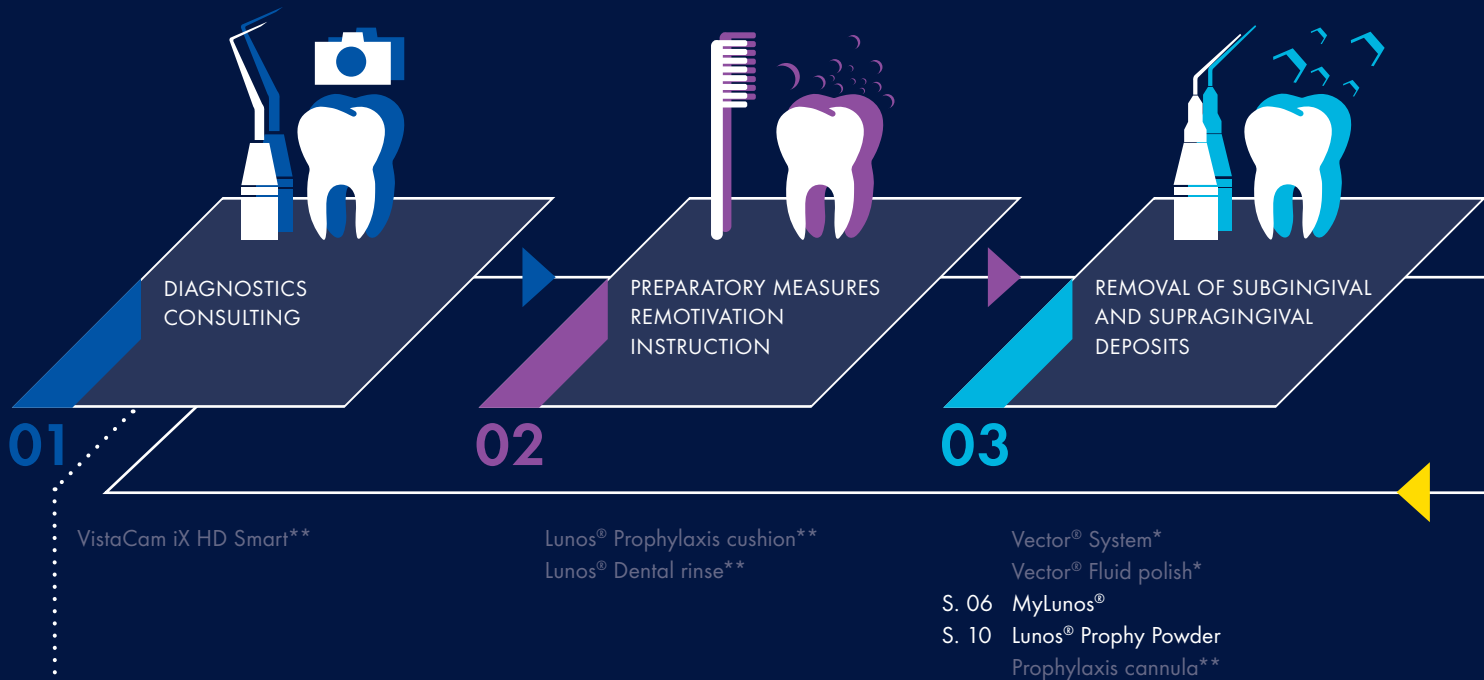 DIAGNOSTICS
CONSULTING
01
VistaCam iX HD Smart**
PREPARATORY MEASURES
REMOTIVATION
INSTRUCTION
02
Lunos® Prophylaxis cushion**
Lunos® Dental rinse**
REMOVAL OF SUBGINGIVAL
AND SUPRAGINGIVAL
DEPOSITS
03
Vector® System*
Vector® Fluid polish*
S. 06 MyLunos®
S. 10 Lunos® Prophy Powder
Prophylaxis cannula**